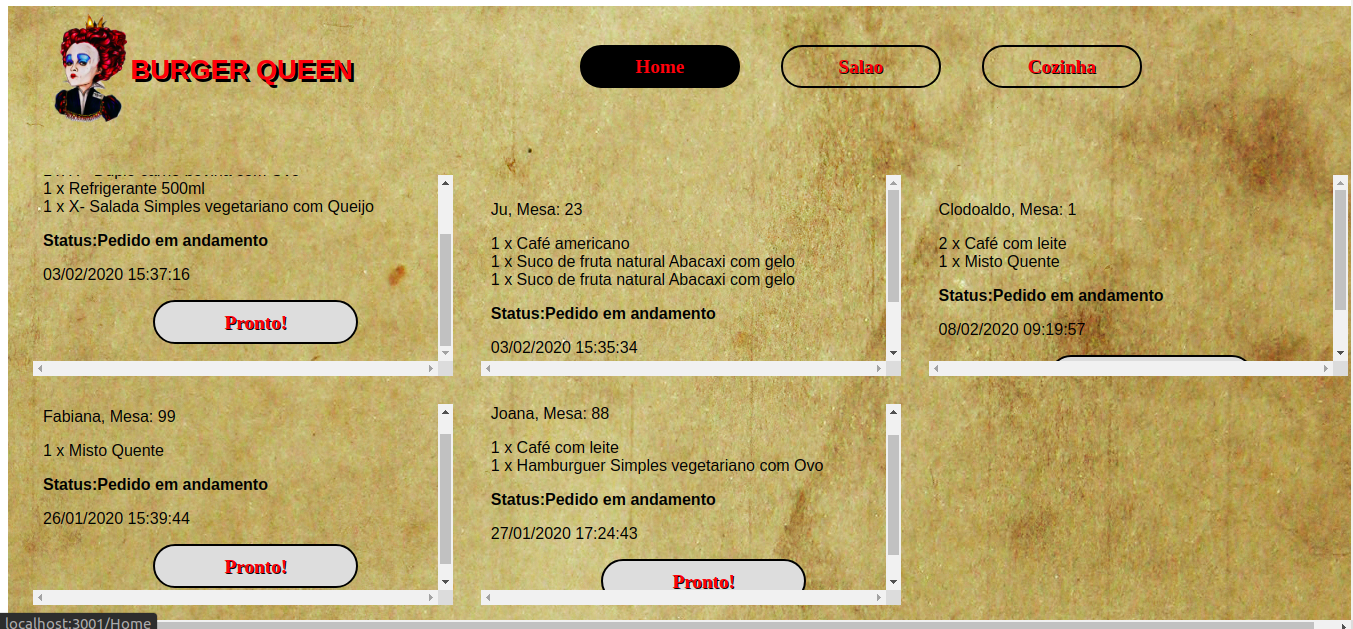 BURGER QUEEN
Home
Salao
Cozinha
1 x Refrigerante 500ml
1 x X- Salada Simples vegetariano com Queijo
Status:Pedido em andamento
03/02/2020 15:37:16
Pronto!
Ju, Mesa: 23
1 x Café americano
1 x Suco de fruta natural Abacaxi com gelo
1 x Suco de fruta natural Abacaxi com gelo
Status:Pedido em andamento
03/02/2020 15:35:34
Clodoaldo, Mesa: 1
2 x Café com leite
1 x Misto Quente
Status:Pedido em andamento
08/02/2020 09:19:57
Fabiana, Mesa: 99
1 x Misto Quente
Status:Pedido em andamento
26/01/2020 15:39:44
Pronto!
Joana, Mesa: 88
1 x Café com leite
1 x Hamburguer Simples vegetariano com Ovo
Status:Pedido em andamento
27/01/2020 17:24:43
Pronto!
localhost:3001/Home